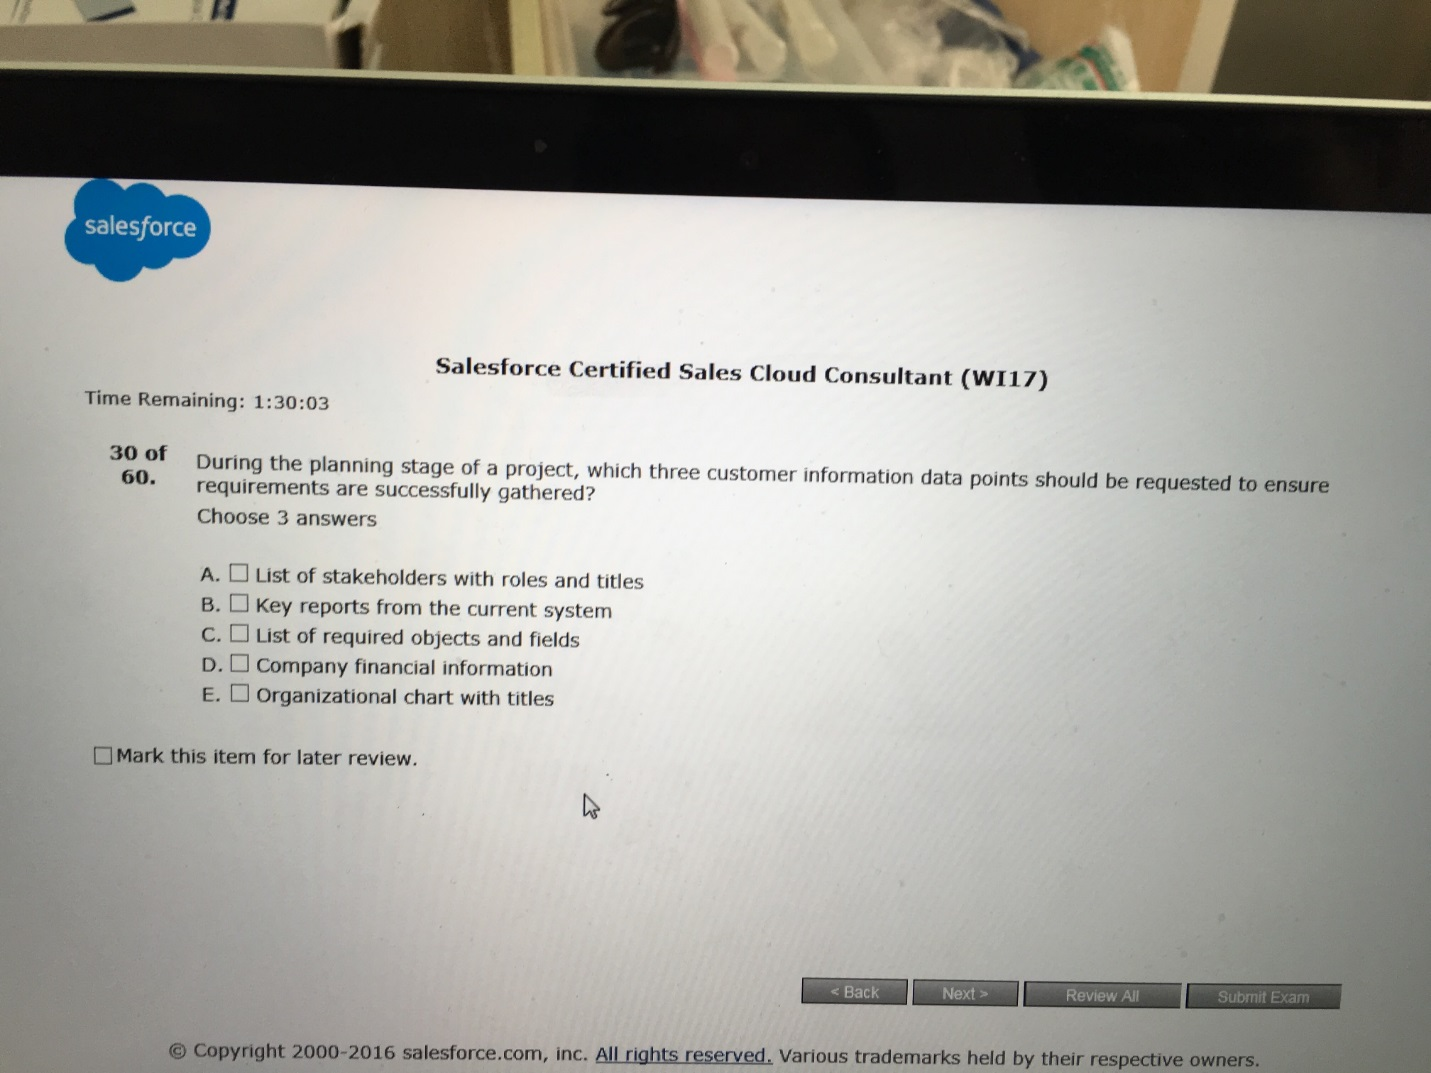 salesforce
Salesforce Certified Sales Cloud Consultant (WI17)
Time Remaining: 1:30:03
30 of
60.
During the planning stage of a project, which three customer information data points should be requested to ensure
requirements are successfully gathered?
Choose 3 answers
A. List of stakeholders with roles and titles
B. Key reports from the current system
C. List of required objects and fields
D. Company financial information
E. Organizational chart with titles
Mark this item for later review.
< Back Next > Review All Submit Exam
© Copyright 2000-2016 salesforce.com, inc. All rights reserved. Various trademarks held by their respective owners.